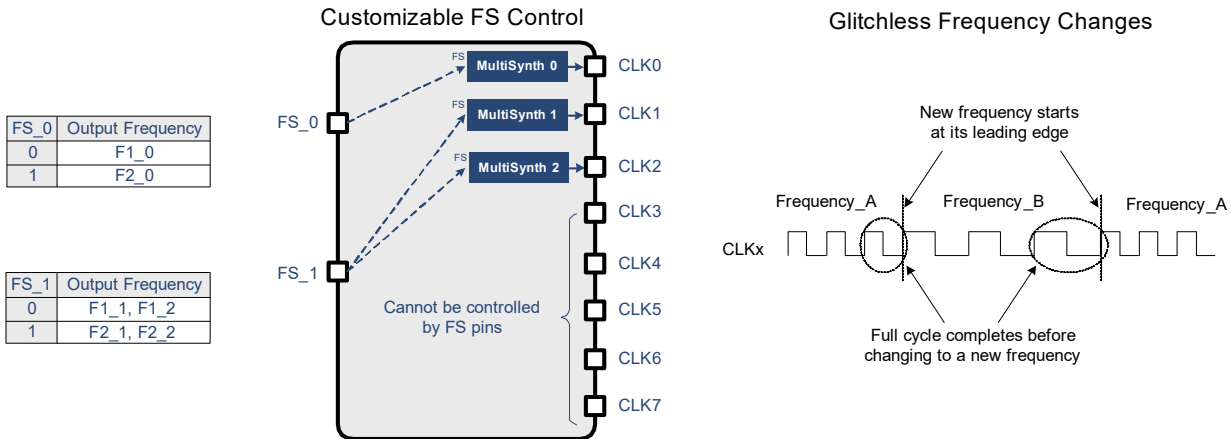 Customizable FS Control
Glitchless Frequency Changes
FS_0 Output Frequency
0 F1_0
1 F2_0
FS_1 Output Frequency
0 F1_1, F1_2
1 F2_1, F2_2
FS_0
FS_1
FS
MultiSynth 0
FS
MultiSynth 1
FS
MultiSynth 2
CLK0
CLK1
CLK2
CLK3
CLK4
CLK5
CLK6
CLK7
Cannot be controlled
by FS pins
New frequency starts
at its leading edge
Frequency_A
Frequency_B
Frequency_A
CLKx
Full cycle completes before
changing to a new frequency